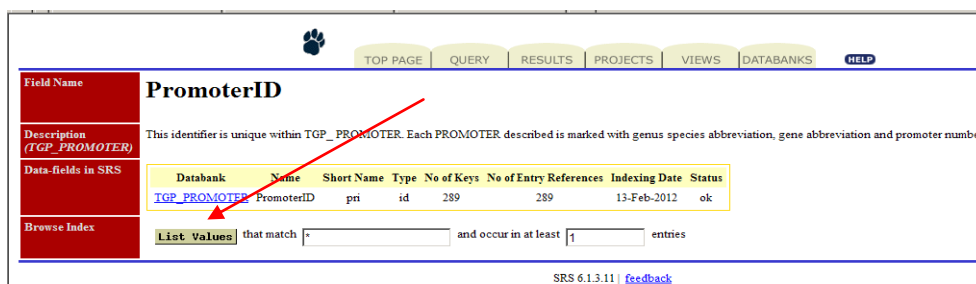 TOP PAGE QUERY RESULTS PROJECTS VIEWS DATABANKS HELP
Field Name
PromoterID
Description
(TGP_PROMOTER)
This identifier is unique within TGP_ PROMOTER. Each PROMOTER described is marked with genus species abbreviation, gene abbreviation and promoter numbe
Data-fields in SRS
Databank Name Short Name Type No of Keys No of Entry References Indexing Date Status
TGP_PROMOTER PromoterID pri id 289 289 13-Feb-2012 ok
Browse Index
List Values that match * and occur in at least 1 entries
SRS 6.1.3.11 | feedback